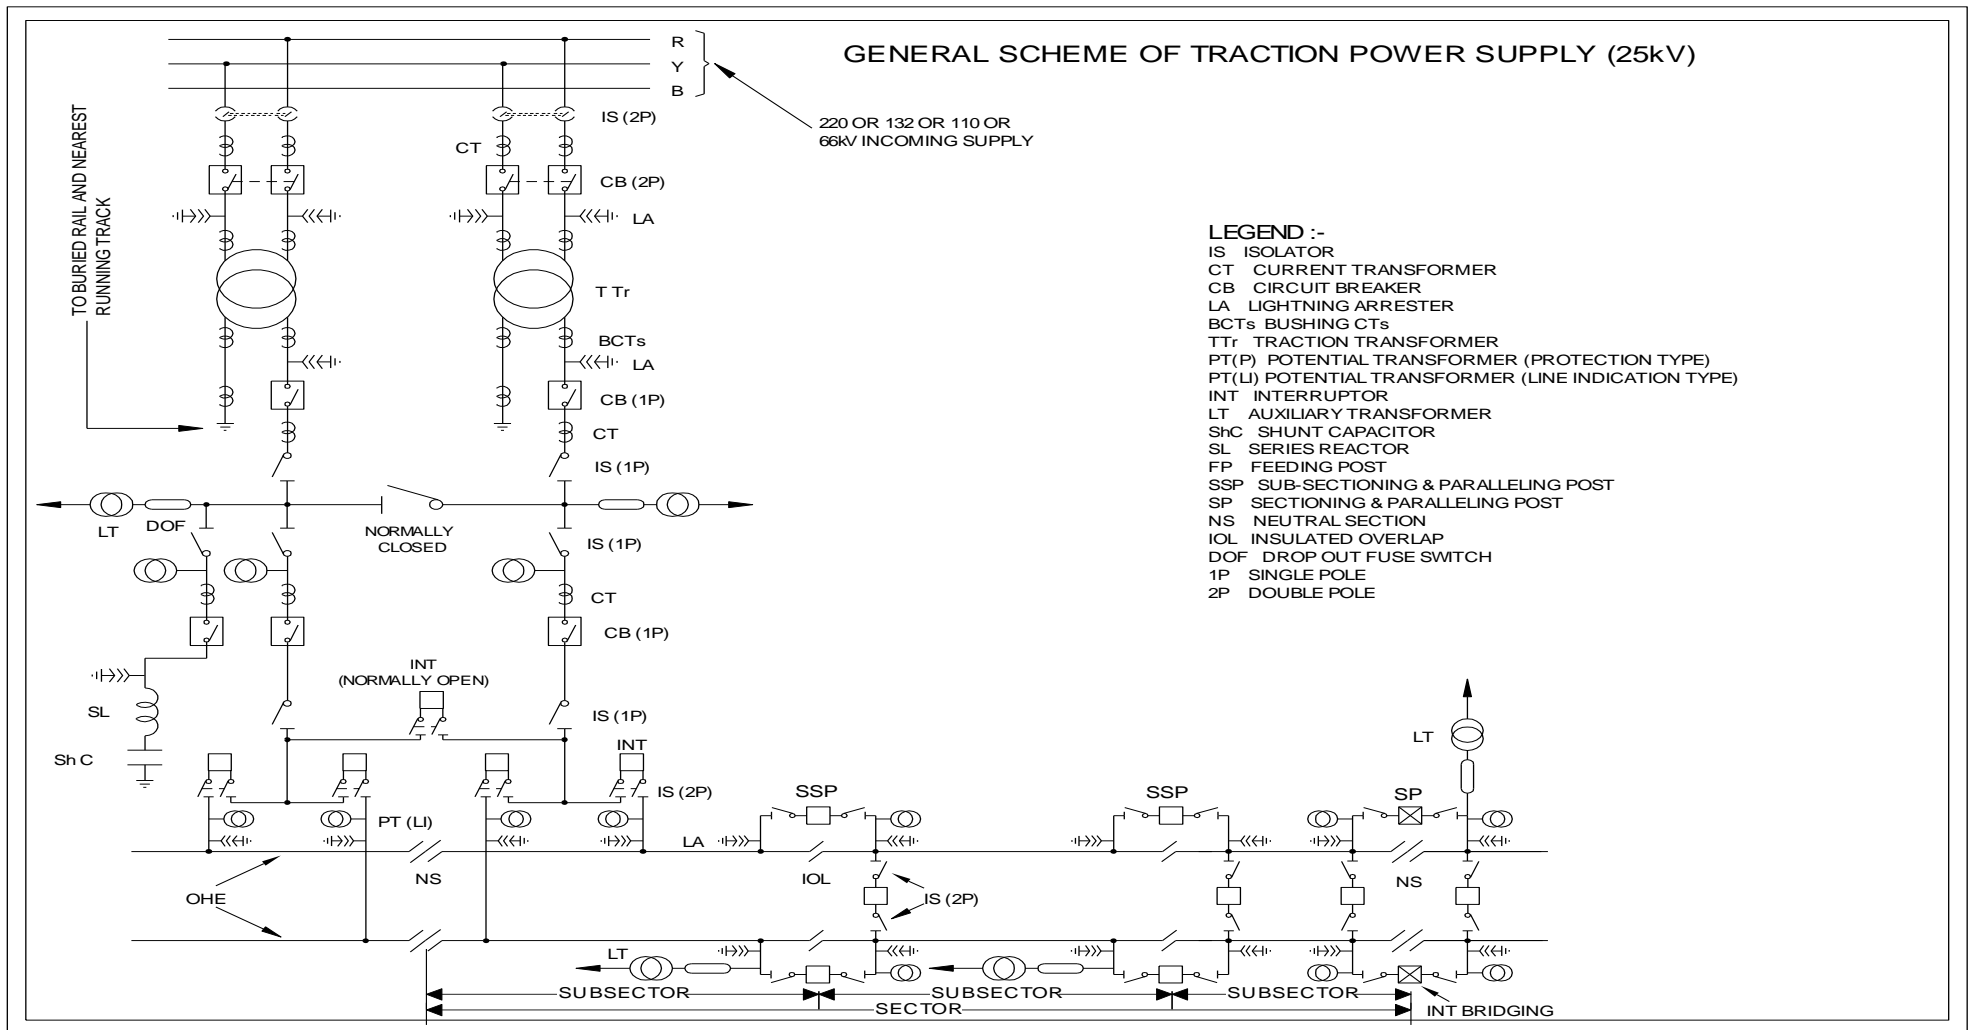 GENERAL SCHEME OF TRACTION POWER SUPPLY (25kV)
R
Y
B
220 OR 132 OR 110 OR
66kV INCOMING SUPPLY
IS (2P)
CT
CB (2P)
LA
T Tr
BCTs
LA
CB (1P)
CT
IS (1P)
TO BURIED RAIL AND NEAREST
RUNNING TRACK
LT
DOF
NORMALLY
CLOSED
IS (1P)
CT
CB (1P)
INT
(NORMALLY OPEN)
SL
IS (1P)
Sh C
INT
IS (2P)
PT (LI)
LA
NS
OHE
LEGEND :-
IS ISOLATOR
CT CURRENT TRANSFORMER
CB CIRCUIT BREAKER
LA LIGHTNING ARRESTER
BCTs BUSHING CTs
TTr TRACTION TRANSFORMER
PT(P) POTENTIAL TRANSFORMER (PROTECTION TYPE)
PT(LI) POTENTIAL TRANSFORMER (LINE INDICATION TYPE)
INT INTERRUPTOR
LT AUXILIARY TRANSFORMER
ShC SHUNT CAPACITOR
SL SERIES REACTOR
FP FEEDING POST
SSP SUB-SECTIONING & PARALLELING POST
SP SECTIONING & PARALLELING POST
NS NEUTRAL SECTION
IOL INSULATED OVERLAP
DOF DROP OUT FUSE SWITCH
1P SINGLE POLE
2P DOUBLE POLE
LT
SSP
SSP
SP
IOL
IS (2P)
NS
LT
SUBSECTOR
SUBSECTOR
SUBSECTOR
SECTOR
INT BRIDGING